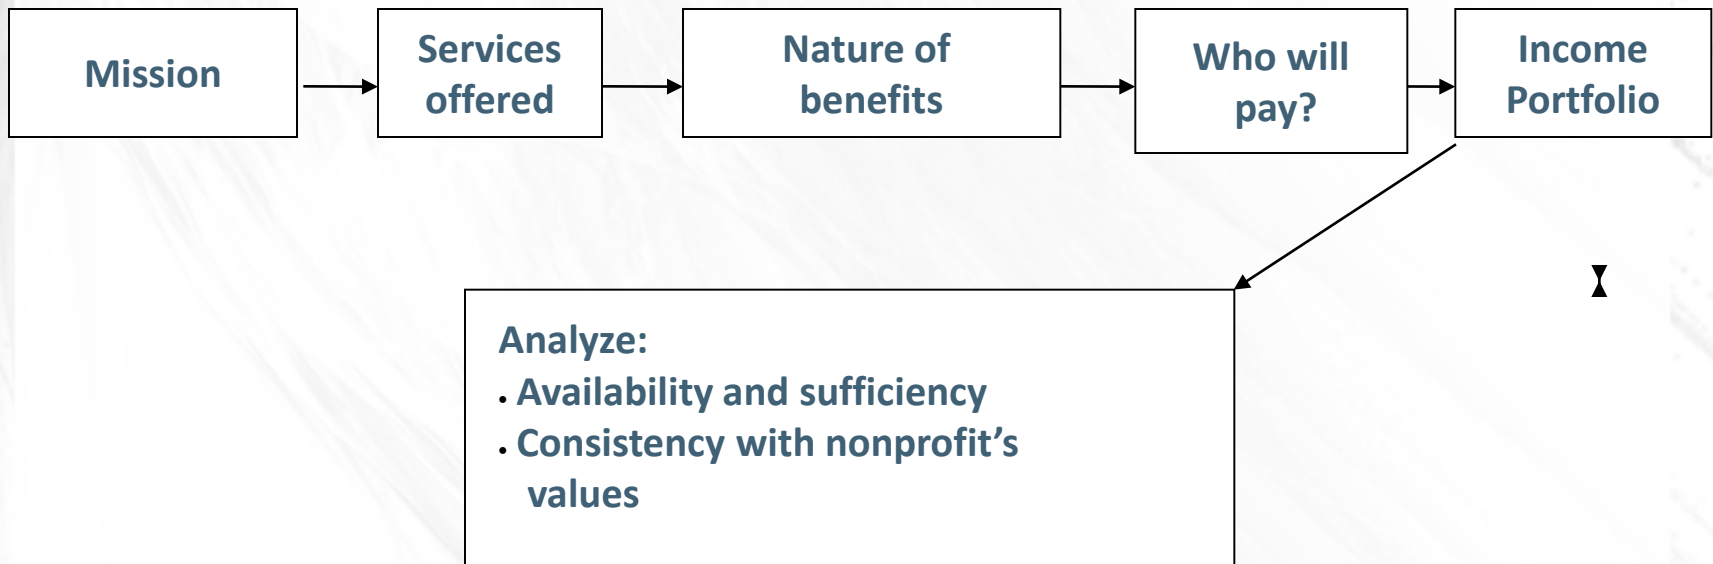 Mission
Services
offered
Nature of
benefits
Who will
pay?
Income
Portfolio
Analyze:
• Availability and sufficiency
• Consistency with nonprofit’s
values